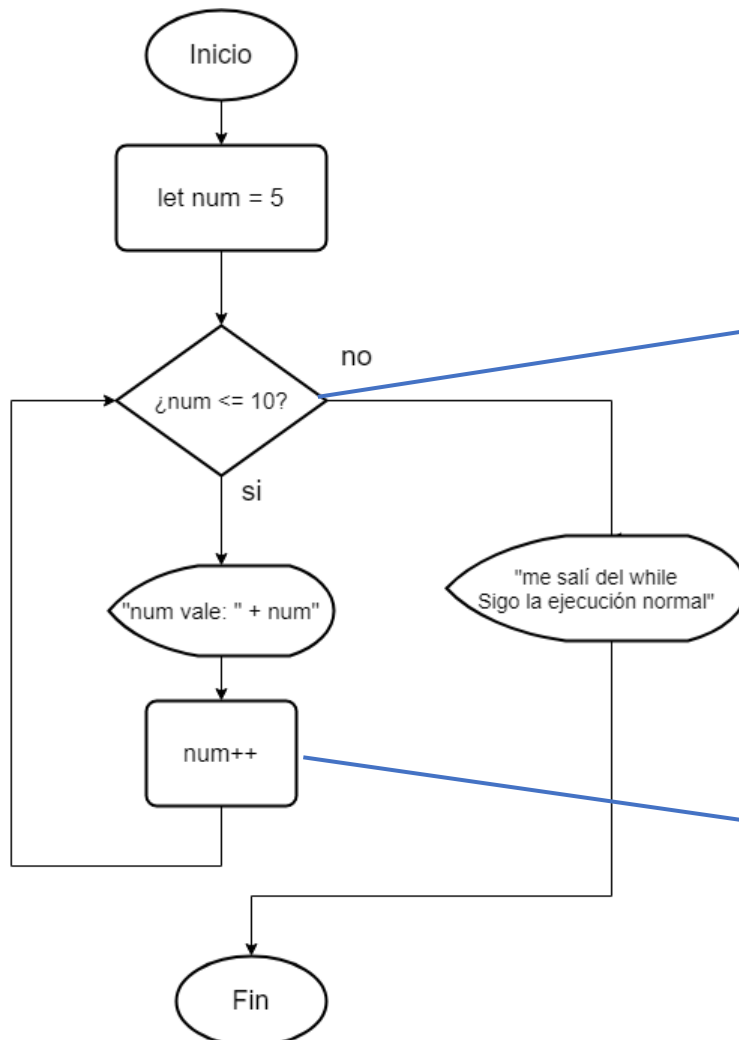 Inicio
let num = 5
no
¿num <= 10?
si
"num vale: " + num"
"me salí del while
Sigo la ejecución normal"
num++
Fin